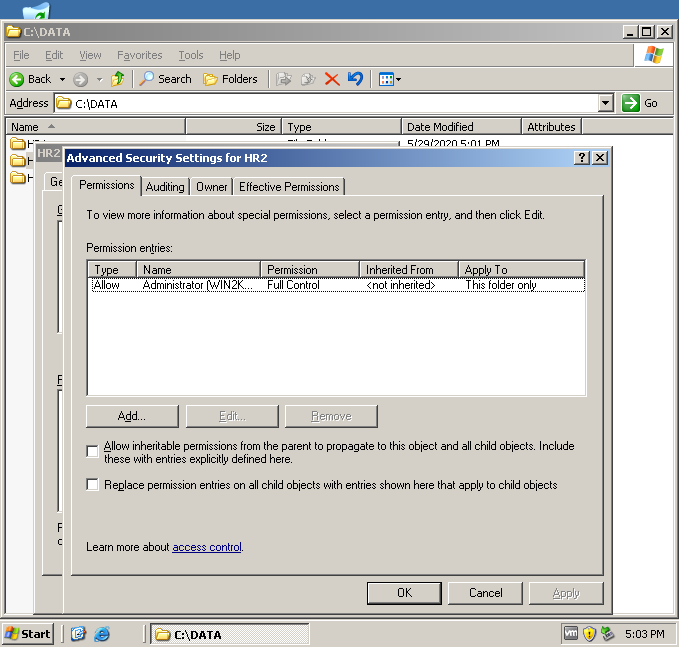 C:\DATA
File Edit View Favorites Tools Help
Back Search Folders
Address C:\DATA Go
Name Size Type Date Modified Attributes
5/29/2020 5:01 PM
HR2
Advanced Security Settings for HR2
Permissions Auditing Owner Effective Permissions
To view more information about special permissions, select a permission entry, and then click Edit.
Permission entries:
Type Name Permission Inherited From Apply To
Allow Administrator (WIN2K... Full Control <not inherited> This folder only
Add... Edit... Remove
Allow inheritable permissions from the parent to propagate to this object and all child objects. Include
these with entries explicitly defined here.
Replace permission entries on all child objects with entries shown here that apply to child objects
Learn more about access control.
OK Cancel Apply
Start C:\DATA vm 5:03 PM